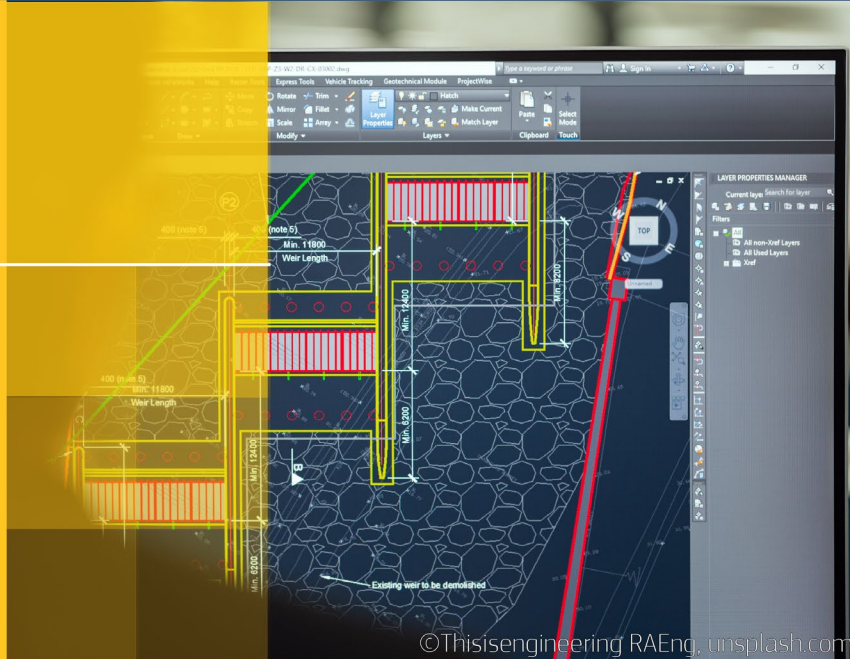 Z3-W2-DR-CX-03002.dwg
Type a keyword or phrase
Sign In
Express Tools Vehicle Tracking Geotechnical Module ProjectWise
Rotate Trim
Mirror Fillet
Scale Array
Modify
Layer Properties
Hatch
Make Current
Match Layer
Layers
Paste
Clipboard
Select Mode
Touch
LAYER PROPERTIES MANAGER
Current layer
Search for layer
Filters
All
All non-Xref Layers
All Used Layers
Xref
N
W
TOP
E
S
Unnamed
P2
400 (note 5)
400 (note 5)
Min. 11800
Weir Length
Min. 8200
Min. 12400
400 (note 5)
Min. 11800
Weir Length
Min. 6200
Min. 12400
B
Min. 6200
Existing weir to be demolished
©Thisisengineering RAEng, unsplash.com